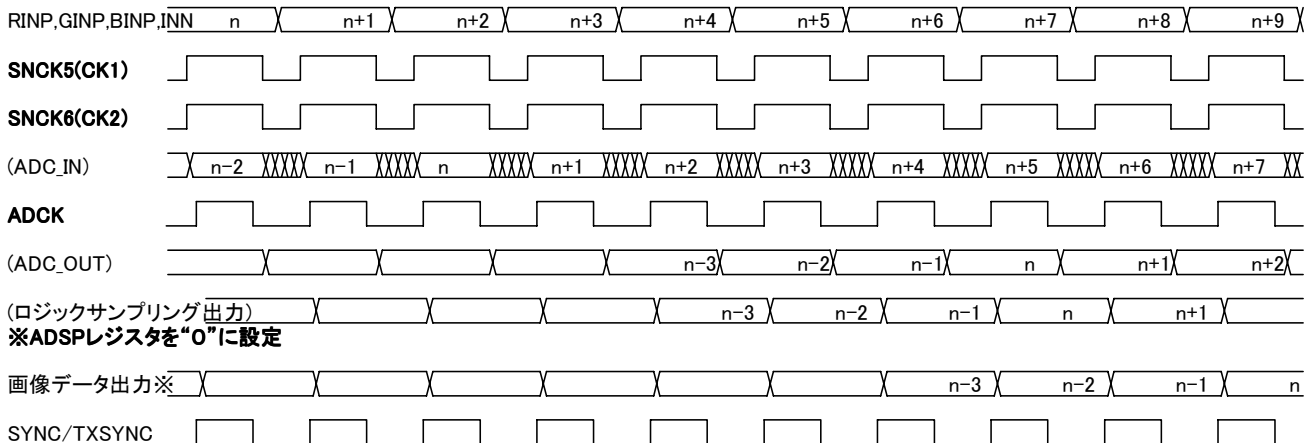 RINP,GINP,BINP,INN n n+1 n+2 n+3 n+4 n+5 n+6 n+7 n+8 n+9
SNCK5(CK1)
SNCK6(CK2)
(ADC_IN) n-2 n-1 n n+1 n+2 n+3 n+4 n+5 n+6 n+7
ADCK
(ADC_OUT) n-3 n-2 n-1 n n+1 n+2
(ロジックサンプリング出力) n-3 n-2 n-1 n n+1
※ADSPレジスタを“0”に設定
画像データ出力※ n-3 n-2 n-1 n
SYNC/TXSYNC